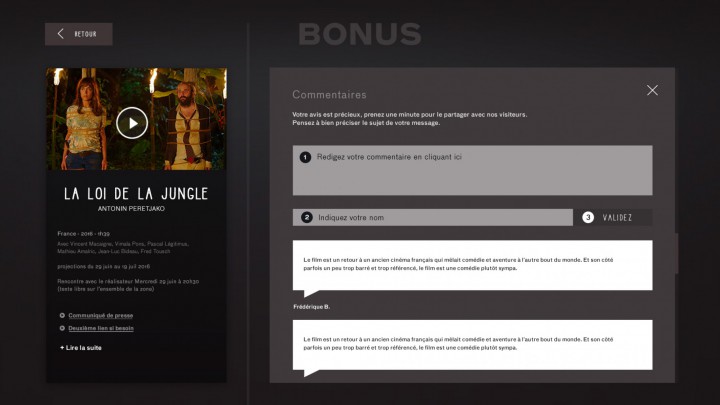 RETOUR
BONUS
LA LOI DE LA JUNGLE
ANTONIN PERETJAKO
France - 2016 - 1h39
Avec Vincent Macaigne, Vimala Pons, Pascal Légitimus,
Mathieu Amalric, Jean-Luc Bideau, Fred Tousch
projections du 29 juin au 19 juil 2016
Rencontre avec le réalisateur Mercredi 29 juin à 20h30
(texte libre sur l'ensemble de la zone)
Communiqué de presse
Deuxième lien si besoin
+ Lire la suite
Commentaires
Votre avis est précieux, prenez une minute pour le partager avec nos visiteurs.
Pensez à bien préciser le sujet de votre message.
1 Redigez votre commentaire en cliquant ici
2 Indiquez votre nom
3 VALIDEZ
Le film est un retour à un ancien cinéma français qui mêlait comédie et aventure à l'autre bout du monde. Et son côté
parfois un peu trop barré et trop référencé, le film est une comédie plutôt sympa.
Frédérique B.
Le film est un retour à un ancien cinéma français qui mêlait comédie et aventure à l'autre bout du monde. Et son côté
parfois un peu trop barré et trop référencé, le film est une comédie plutôt sympa.